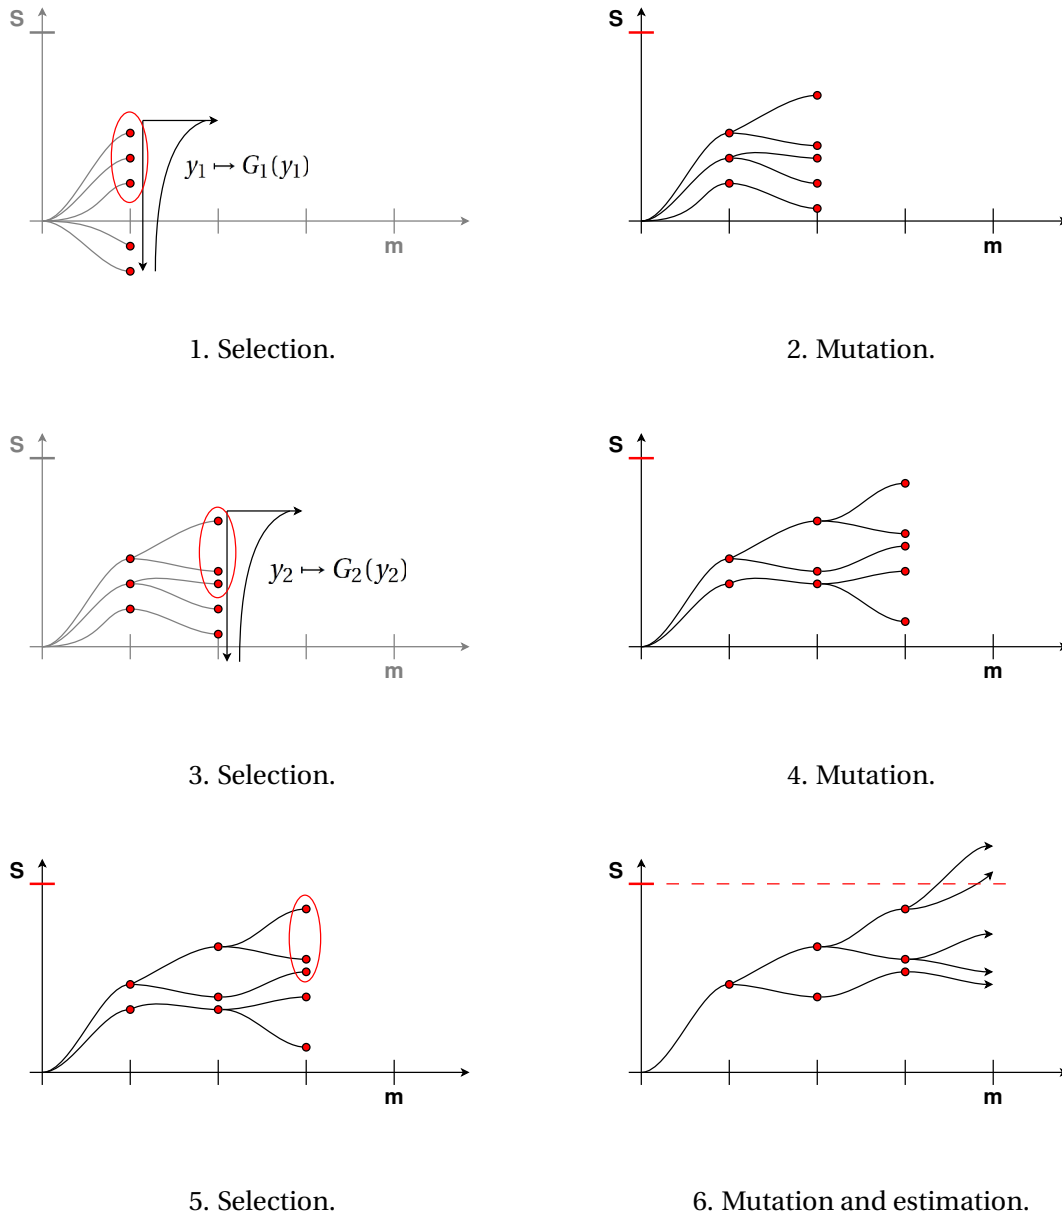 S
y₁ ↦ G₁(y₁)
m
1. Selection.
S
m
2. Mutation.
S
y₂ ↦ G₂(y₂)
m
3. Selection.
S
m
4. Mutation.
S
m
5. Selection.
S
m
6. Mutation and estimation.